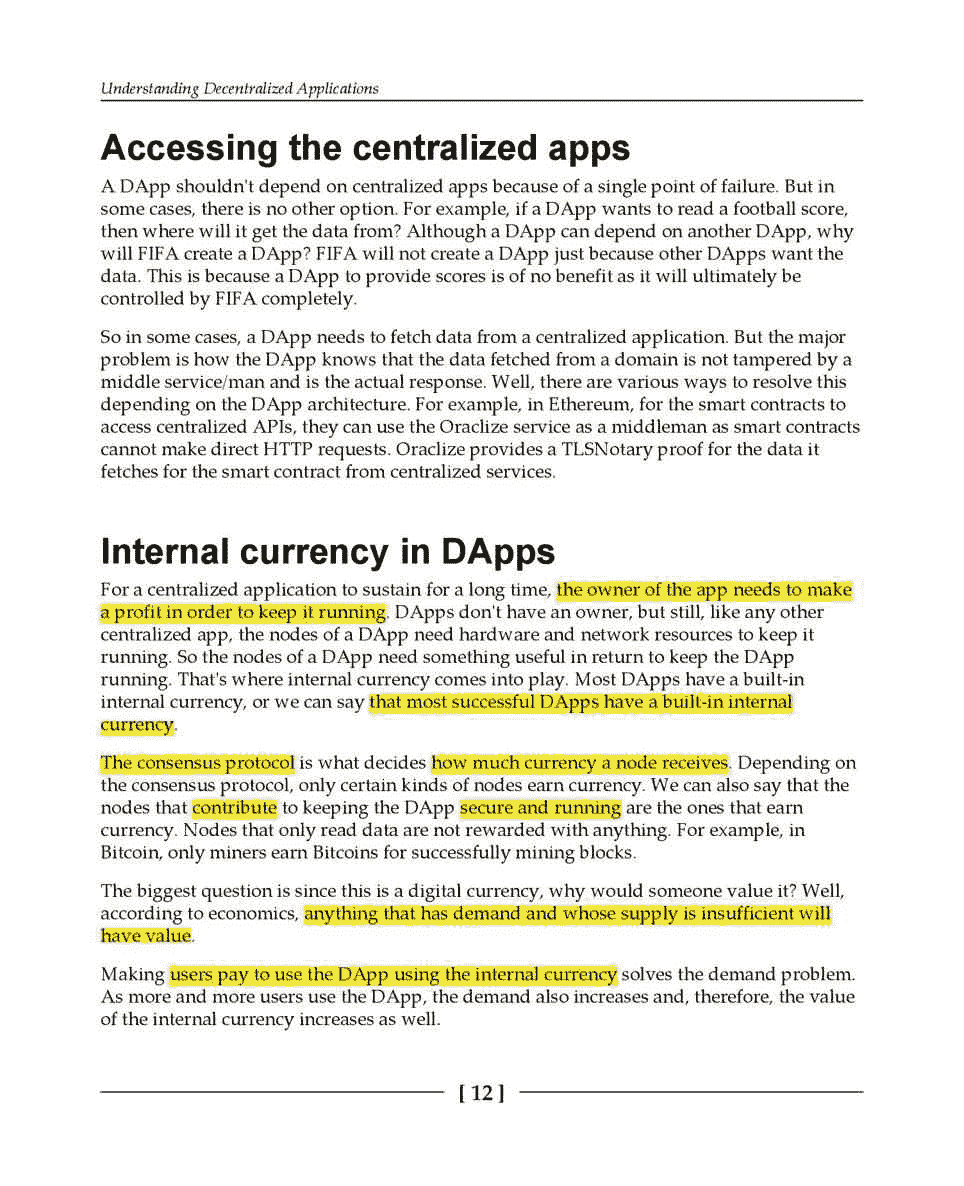 Understanding Decentralized Applications
Accessing the centralized apps
A DApp shouldn't depend on centralized apps because of a single point of failure. But in
some cases, there is no other option. For example, if a DApp wants to read a football score,
then where will it get the data from? Although a DApp can depend on another DApp, why
will FIFA create a DApp? FIFA will not create a DApp just because other DApps want the
data. This is because a DApp to provide scores is of no benefit as it will ultimately be
controlled by FIFA completely.
So in some cases, a DApp needs to fetch data from a centralized application. But the major
problem is how the DApp knows that the data fetched from a domain is not tampered by a
middle service/man and is the actual response. Well, there are various ways to resolve this
depending on the DApp architecture. For example, in Ethereum, for the smart contracts to
access centralized APIs, they can use the Oraclize service as a middleman as smart contracts
cannot make direct HTTP requests. Oraclize provides a TLSNotary proof for the data it
fetches for the smart contract from centralized services.
Internal currency in DApps
For a centralized application to sustain for a long time, the owner of the app needs to make
a profit in order to keep it running. DApps don't have an owner, but still, like any other
centralized app, the nodes of a DApp need hardware and network resources to keep it
running. So the nodes of a DApp need something useful in return to keep the DApp
running. That's where internal currency comes into play. Most DApps have a built-in
internal currency, or we can say that most successful DApps have a built-in internal
currency.
The consensus protocol is what decides how much currency a node receives. Depending on
the consensus protocol, only certain kinds of nodes earn currency. We can also say that the
nodes that contribute to keeping the DApp secure and running are the ones that earn
currency. Nodes that only read data are not rewarded with anything. For example, in
Bitcoin, only miners earn Bitcoins for successfully mining blocks.
The biggest question is since this is a digital currency, why would someone value it? Well,
according to economics, anything that has demand and whose supply is insufficient will
have value.
Making users pay to use the DApp using the internal currency solves the demand problem.
As more and more users use the DApp, the demand also increases and, therefore, the value
of the internal currency increases as well.
[ 12 ]